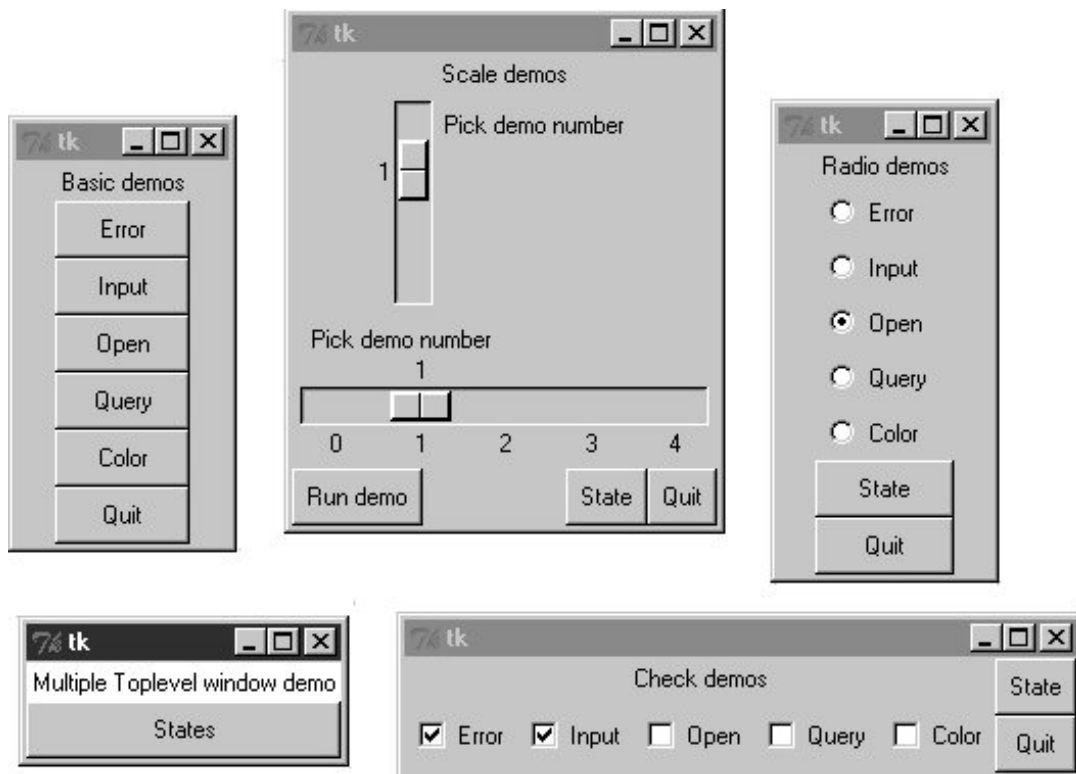 tk
Basic demos
Error
Input
Open
Query
Color
Quit
tk
Scale demos
Pick demo number
1
Pick demo number
1
0 1 2 3 4
Run demo State Quit
tk
Radio demos
Error
Input
Open
Query
Color
State
Quit
tk
Multiple Toplevel window demo
States
tk
Check demos
State
Error Input Open Query Color
Quit